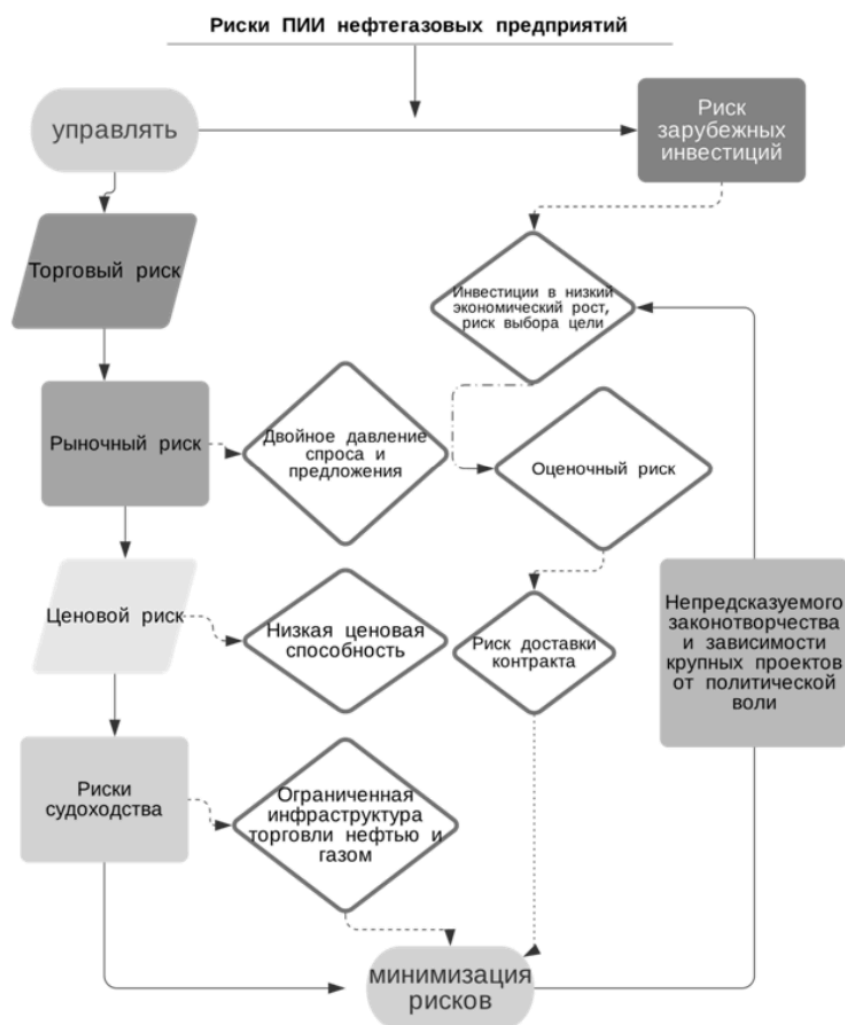 Риски ПИИ нефтегазовых предприятий
управлять
Риск
зарубежных
инвестиций
Торговый риск
Инвестиции в низкий
экономический рост,
риск выбора цели
Рыночный риск
Двойное давление
спроса и
предложения
Оценочный риск
Ценовой риск
Низкая ценовая
способность
Риск доставки
контракта
Непредсказуемого
законотворчества
и зависимости
крупных проектов
от политической
воли
Риски
судоходства
Ограниченная
инфраструктура
торговли нефтью и
газом
минимизация
рисков